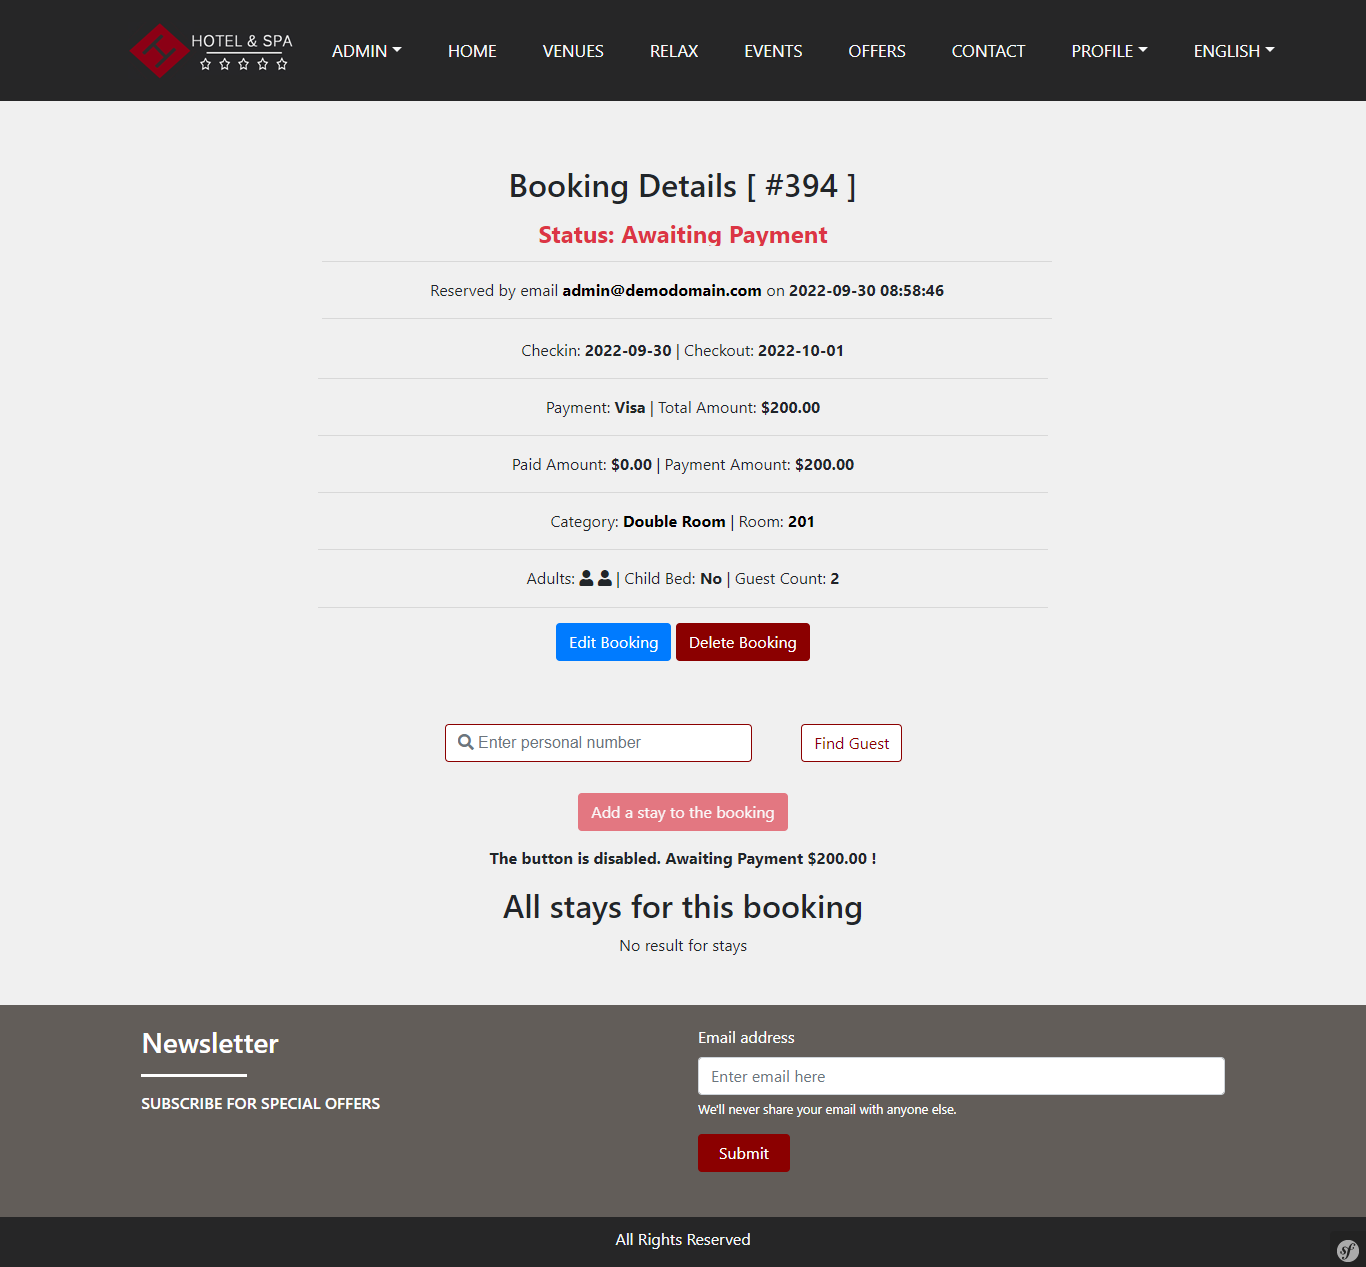 HOTEL & SPA
ADMIN HOME VENUES RELAX EVENTS OFFERS CONTACT PROFILE ENGLISH
Booking Details [ #394 ]
Status: Awaiting Payment
Reserved by email admin@demodomain.com on 2022-09-30 08:58:46
Checkin: 2022-09-30 | Checkout: 2022-10-01
Payment: Visa | Total Amount: $200.00
Paid Amount: $0.00 | Payment Amount: $200.00
Category: Double Room | Room: 201
Adults: | Child Bed: No | Guest Count: 2
Edit Booking Delete Booking
Enter personal number Find Guest
Add a stay to the booking
The button is disabled. Awaiting Payment $200.00 !
All stays for this booking
No result for stays
Newsletter
SUBSCRIBE FOR SPECIAL OFFERS
Email address
Enter email here
We'll never share your email with anyone else.
Submit
All Rights Reserved
sf